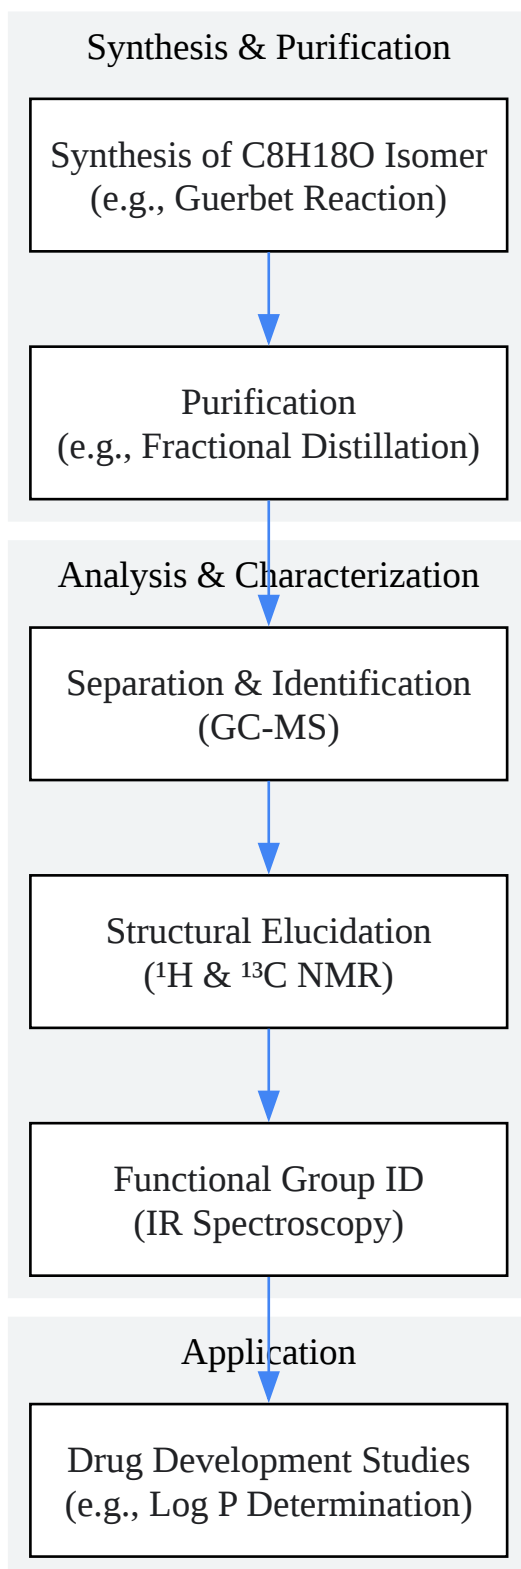 Synthesis & Purification
Synthesis of C8H18O Isomer
(e.g., Guerbet Reaction)
Purification
(e.g., Fractional Distillation)
Analysis & Characterization
Separation & Identification
(GC-MS)
Structural Elucidation
(¹H & ¹³C NMR)
Functional Group ID
(IR Spectroscopy)
Application
Drug Development Studies
(e.g., Log P Determination)